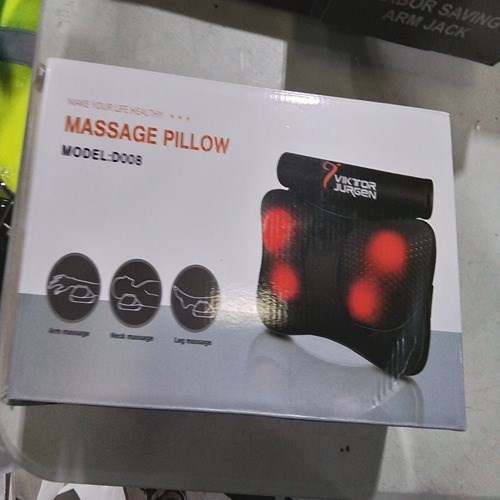 LABOR SAVING
ARM JACK
MAKE YOUR LIFE HEALTHY
MASSAGE PILLOW
MODEL:D008
VIKTOR
JURGEN
Arm massage
Neck massage
Leg massage